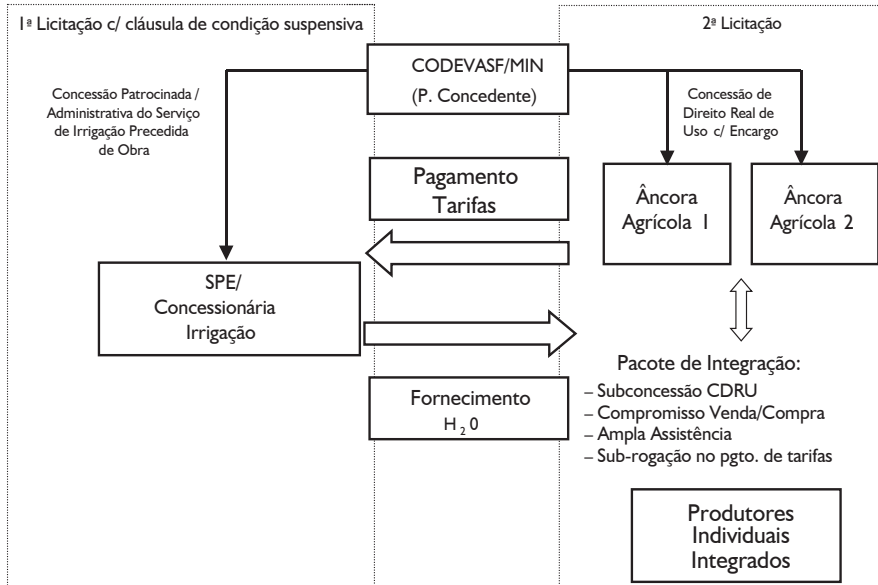 1ª Licitação c/ cláusula de condição suspensiva
2ª Licitação
CODEVASF/MIN
(P. Concedente)
Concessão Patrocinada /
Administrativa do Serviço
de Irrigação Precedida
de Obra
Concessão de
Direito Real de
Uso c/ Encargo
Pagamento
Tarifas
Âncora
Agrícola 1
Âncora
Agrícola 2
SPE/
Concessionária
Irrigação
Fornecimento
H2O
Pacote de Integração:
– Subconcessão CDRU
– Compromisso Venda/Compra
– Ampla Assistência
– Sub-rogação no pgto. de tarifas
Produtores
Individuais
Integrados